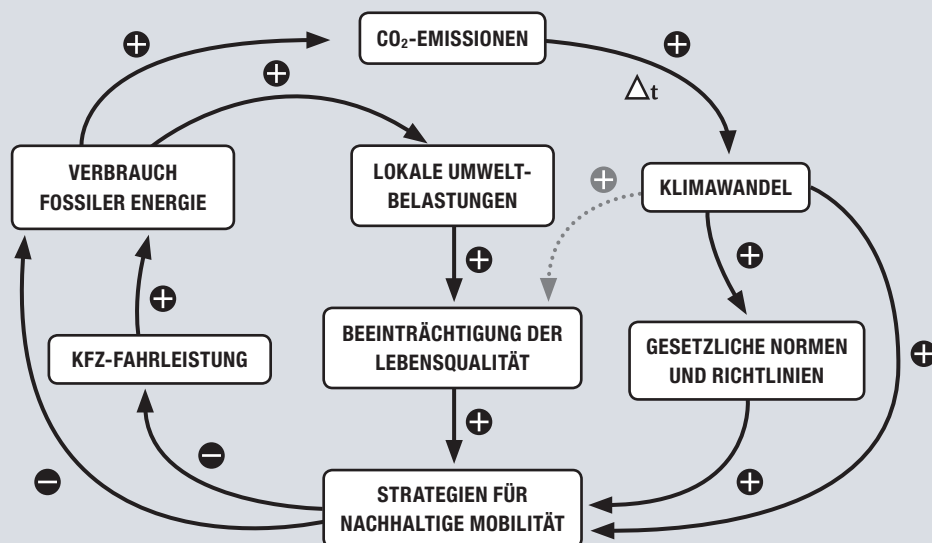 +
CO₂-EMISSIONEN
+
+
Δt
VERBRAUCH
FOSSILER ENERGIE
LOKALE UMWELT-
BELASTUNGEN
+
KLIMAWANDEL
+
+
+
BEEINTRÄCHTIGUNG DER
LEBENSQUALITÄT
GESETZLICHE NORMEN
UND RICHTLINIEN
KFZ-FAHRLEISTUNG
+
+
−
−
+
STRATEGIEN FÜR
NACHHALTIGE MOBILITÄT